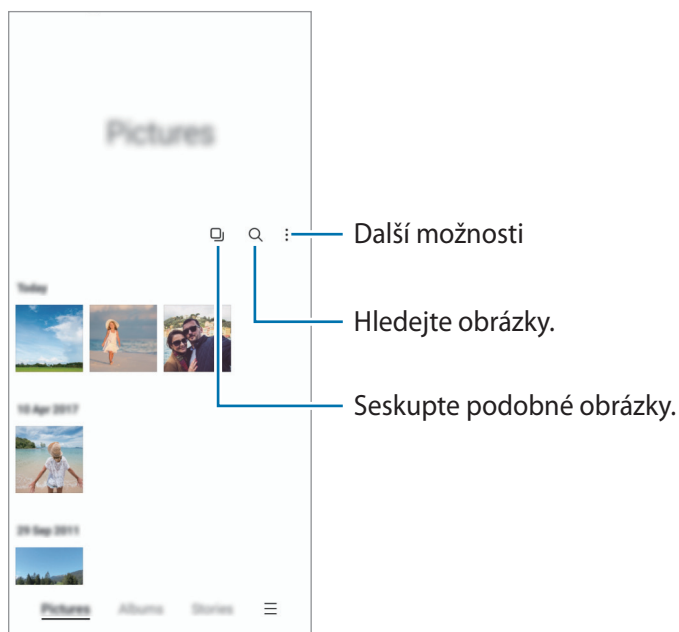 Pictures
Další možnosti
Today
Hledejte obrázky.
10 Apr 2017
Seskupte podobné obrázky.
29 Sep 2011
Pictures Albums Stories